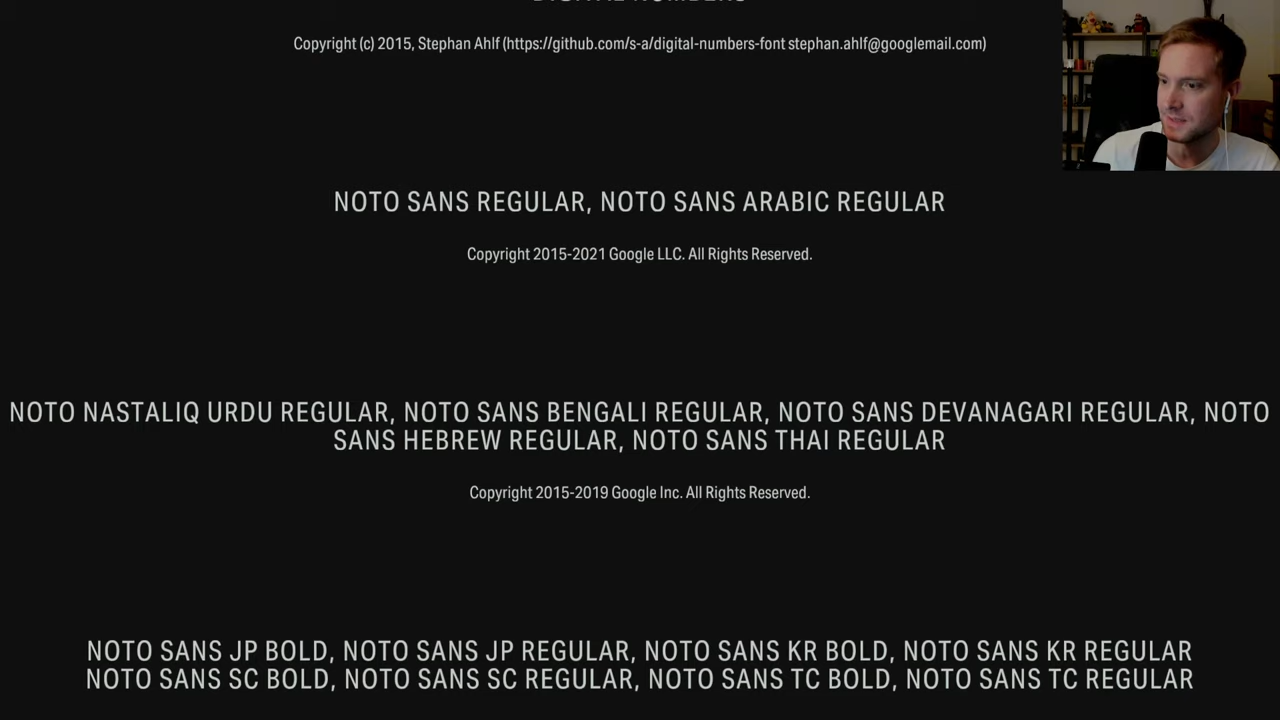 DIGITAL NUMBERS
Copyright (c) 2015, Stephan Ahlf (https://github.com/s-a/digital-numbers-font stephan.ahlf@googlemail.com)
NOTO SANS REGULAR, NOTO SANS ARABIC REGULAR
Copyright 2015-2021 Google LLC. All Rights Reserved.
NOTO NASTALIQ URDU REGULAR, NOTO SANS BENGALI REGULAR, NOTO SANS DEVANAGARI REGULAR, NOTO
SANS HEBREW REGULAR, NOTO SANS THAI REGULAR
Copyright 2015-2019 Google Inc. All Rights Reserved.
NOTO SANS JP BOLD, NOTO SANS JP REGULAR, NOTO SANS KR BOLD, NOTO SANS KR REGULAR
NOTO SANS SC BOLD, NOTO SANS SC REGULAR, NOTO SANS TC BOLD, NOTO SANS TC REGULAR